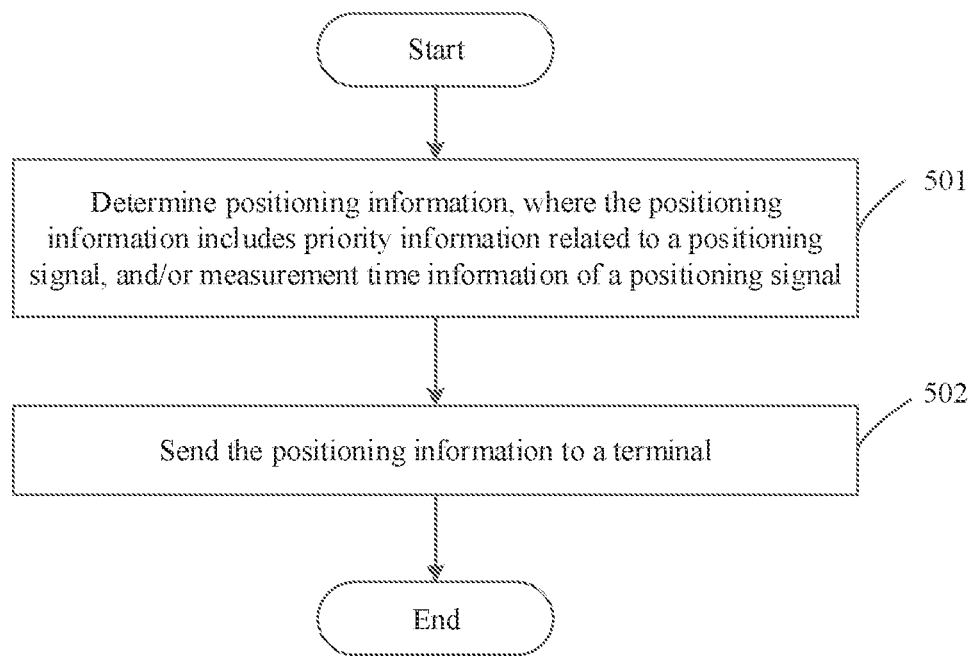 Start
Determine positioning information, where the positioning
information includes priority information related to a positioning
signal, and/or measurement time information of a positioning signal
501
Send the positioning information to a terminal
502
End